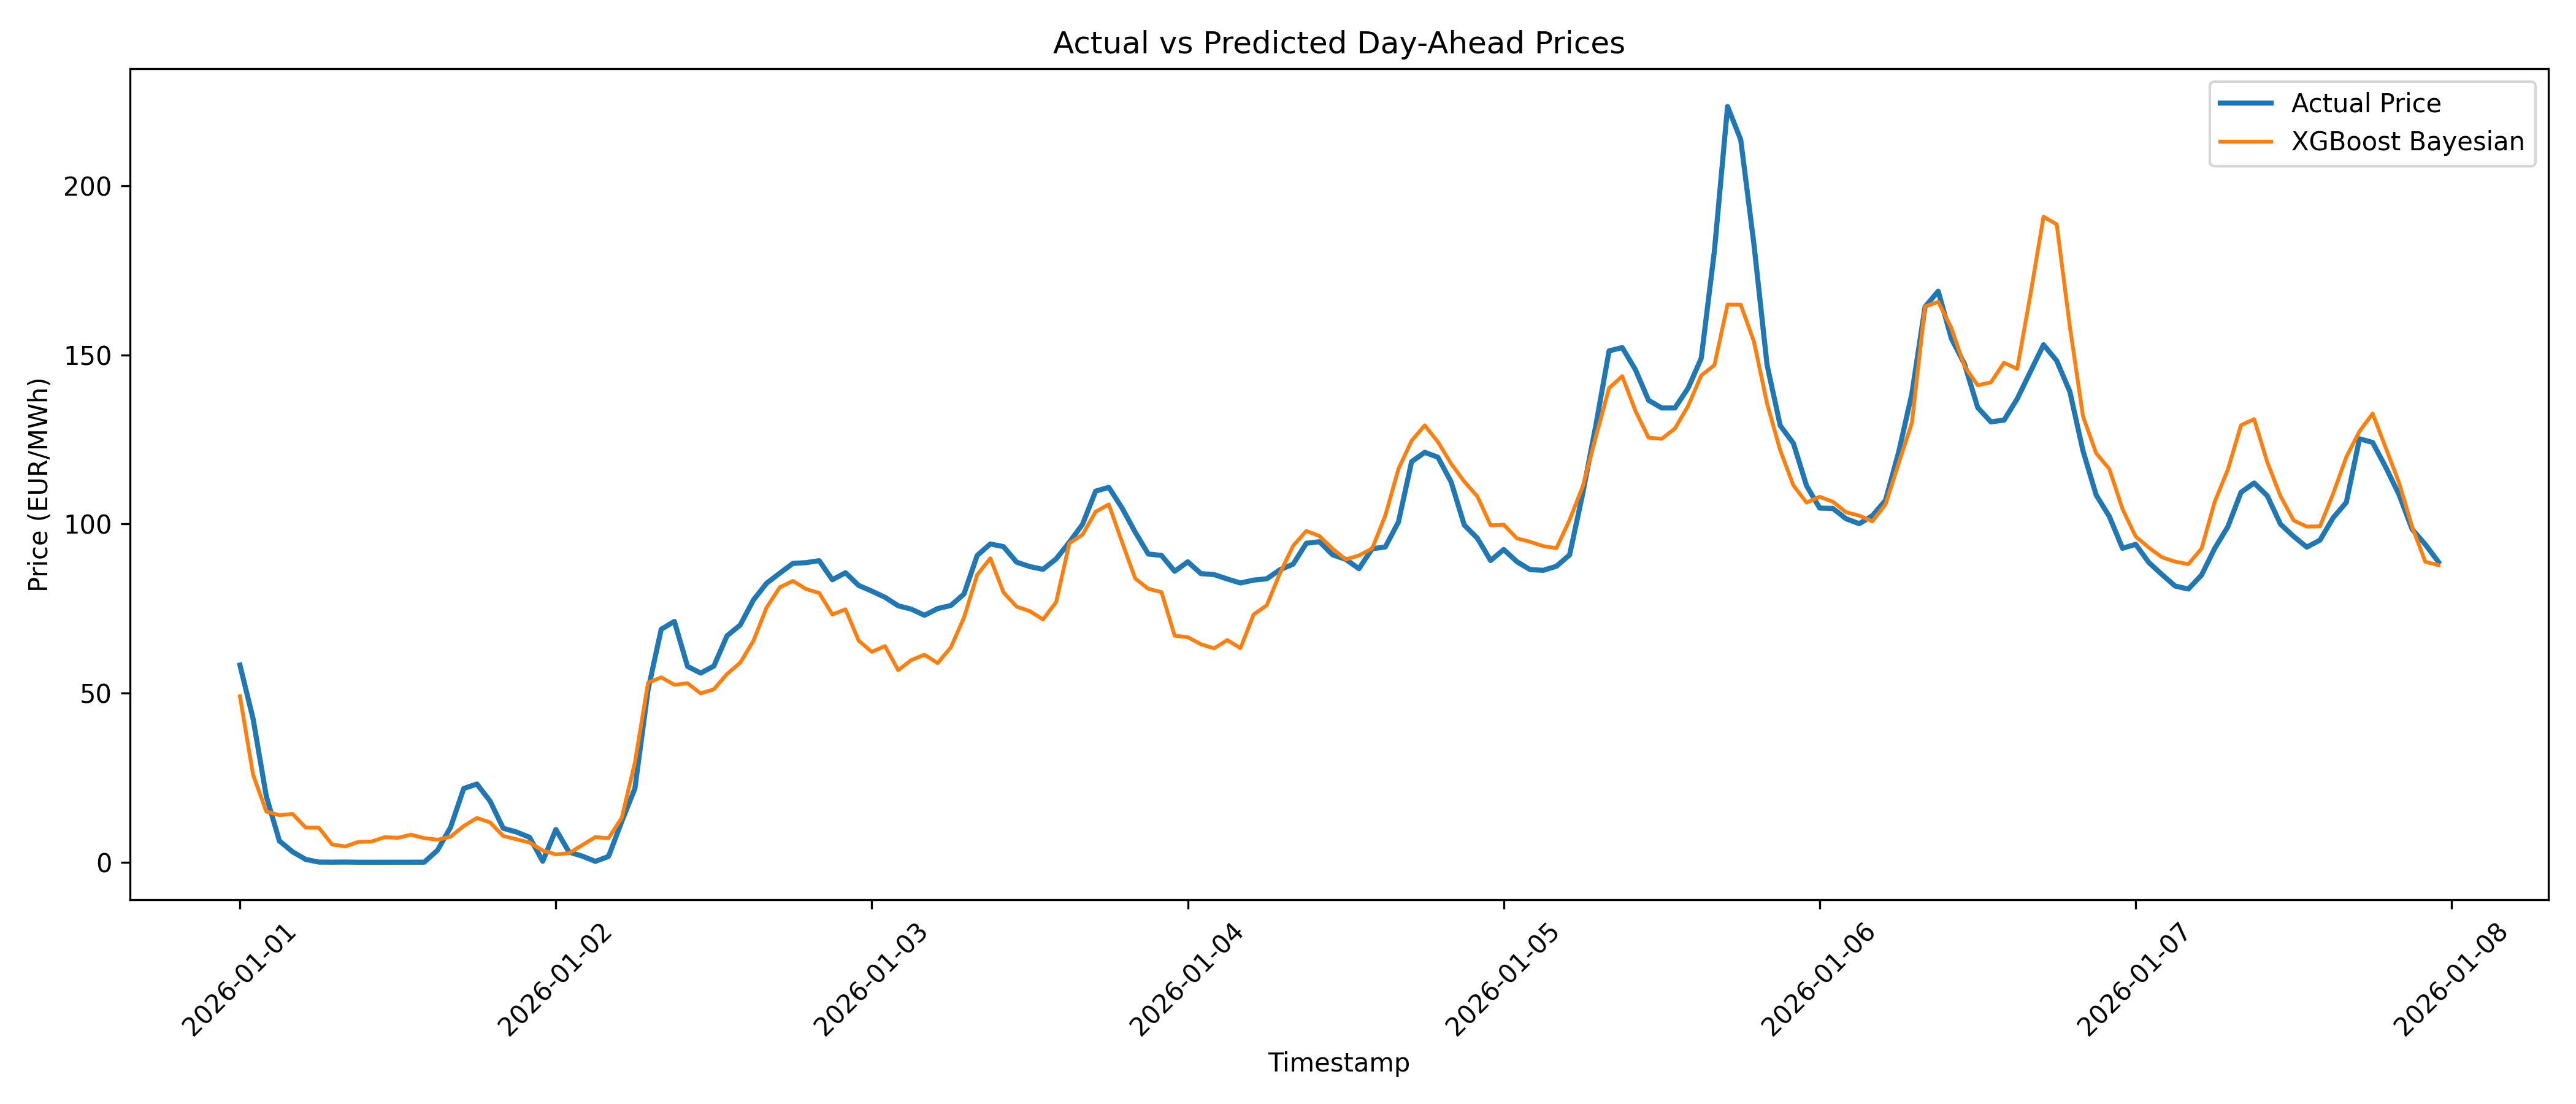 Actual vs Predicted Day-Ahead Prices
Actual Price
XGBoost Bayesian
Price (EUR/MWh)
200
150
100
50
0
2026-01-01
2026-01-02
2026-01-03
2026-01-04
2026-01-05
2026-01-06
2026-01-07
2026-01-08
Timestamp